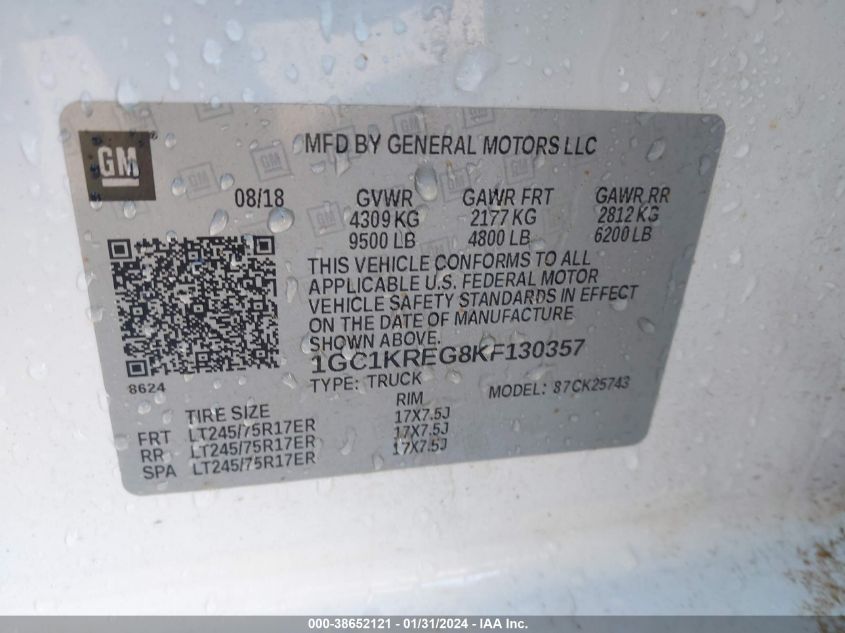 GM
MFD BY GENERAL MOTORS LLC
08/18 GVWR GAWR FRT GAWR RR
4309 KG 2177 KG 2812 KG
9500 LB 4800 LB 6200 LB
THIS VEHICLE CONFORMS TO ALL
APPLICABLE U.S. FEDERAL MOTOR
VEHICLE SAFETY STANDARDS IN EFFECT
ON THE DATE OF MANUFACTURE
SHOWN ABOVE.
1GC1KREG8KF130357
8624
TYPE: TRUCK MODEL: 87CK25743
TIRE SIZE RIM
FRT LT245/75R17ER 17X7.5J
RR LT245/75R17ER 17X7.5J
SPA LT245/75R17ER 17X7.5J
000-38652121 - 01/31/2024 - IAA Inc.